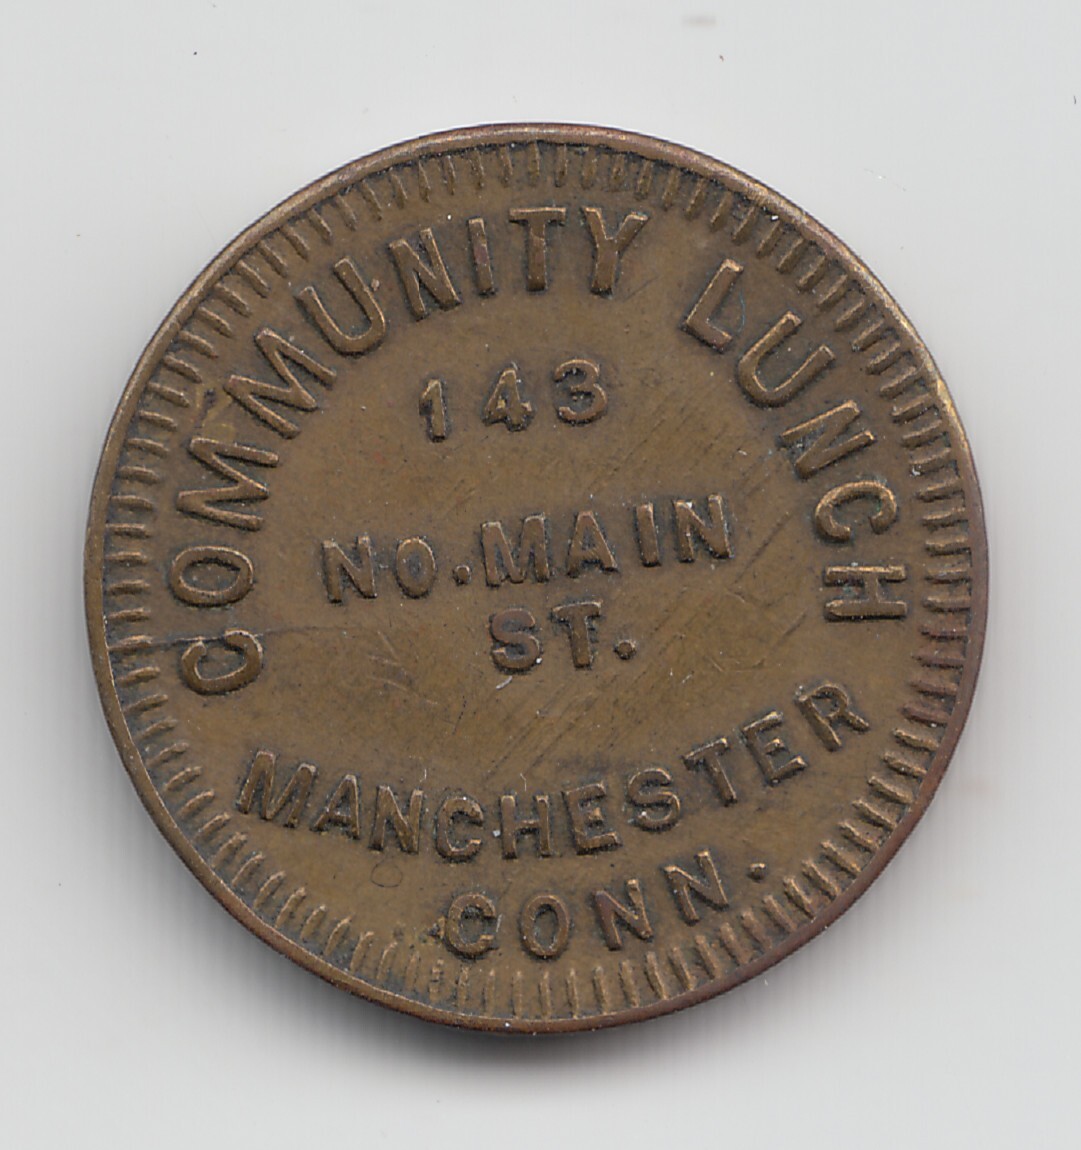 COMMUNITY LUNCH
143
NO. MAIN
ST.
MANCHESTER
CONN.